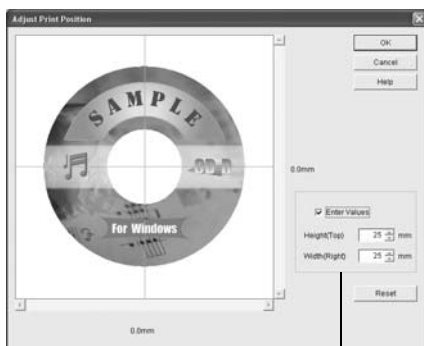 Adjust Print Position
OK
Cancel
Help
SAMPLE
For Windows
0.0mm
Enter Values
Height(Top) 25 mm
Width(Right) 25 mm
Reset
0.0mm